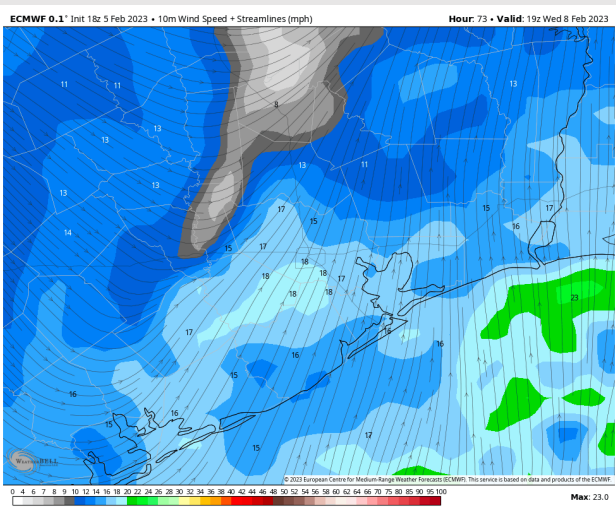 ECMWF 0.1° Init 18z 5 Feb 2023 • 10m Wind Speed + Streamlines (mph) Hour: 73 • Valid: 19z Wed 8 Feb 2023
11 11 13
8
13
13
13 11
13 13
17 15 17
14 15 16
15 17
18
18 18 17
18 18 23
17 16
16
16
15
16
16
15
17
15
WeatherBELL
© 2023 European Centre for Medium-Range Weather Forecasts (ECMWF). This service is based on data and products of the ECMWF.
0 4 5 6 7 8 9 10 12 14 16 18 20 22 24 26 28 30 32 34 36 38 40 42 44 46 48 50 52 54 56 58 60 62 64 66 70 75 80 85 90 95 100
Max: 23.0